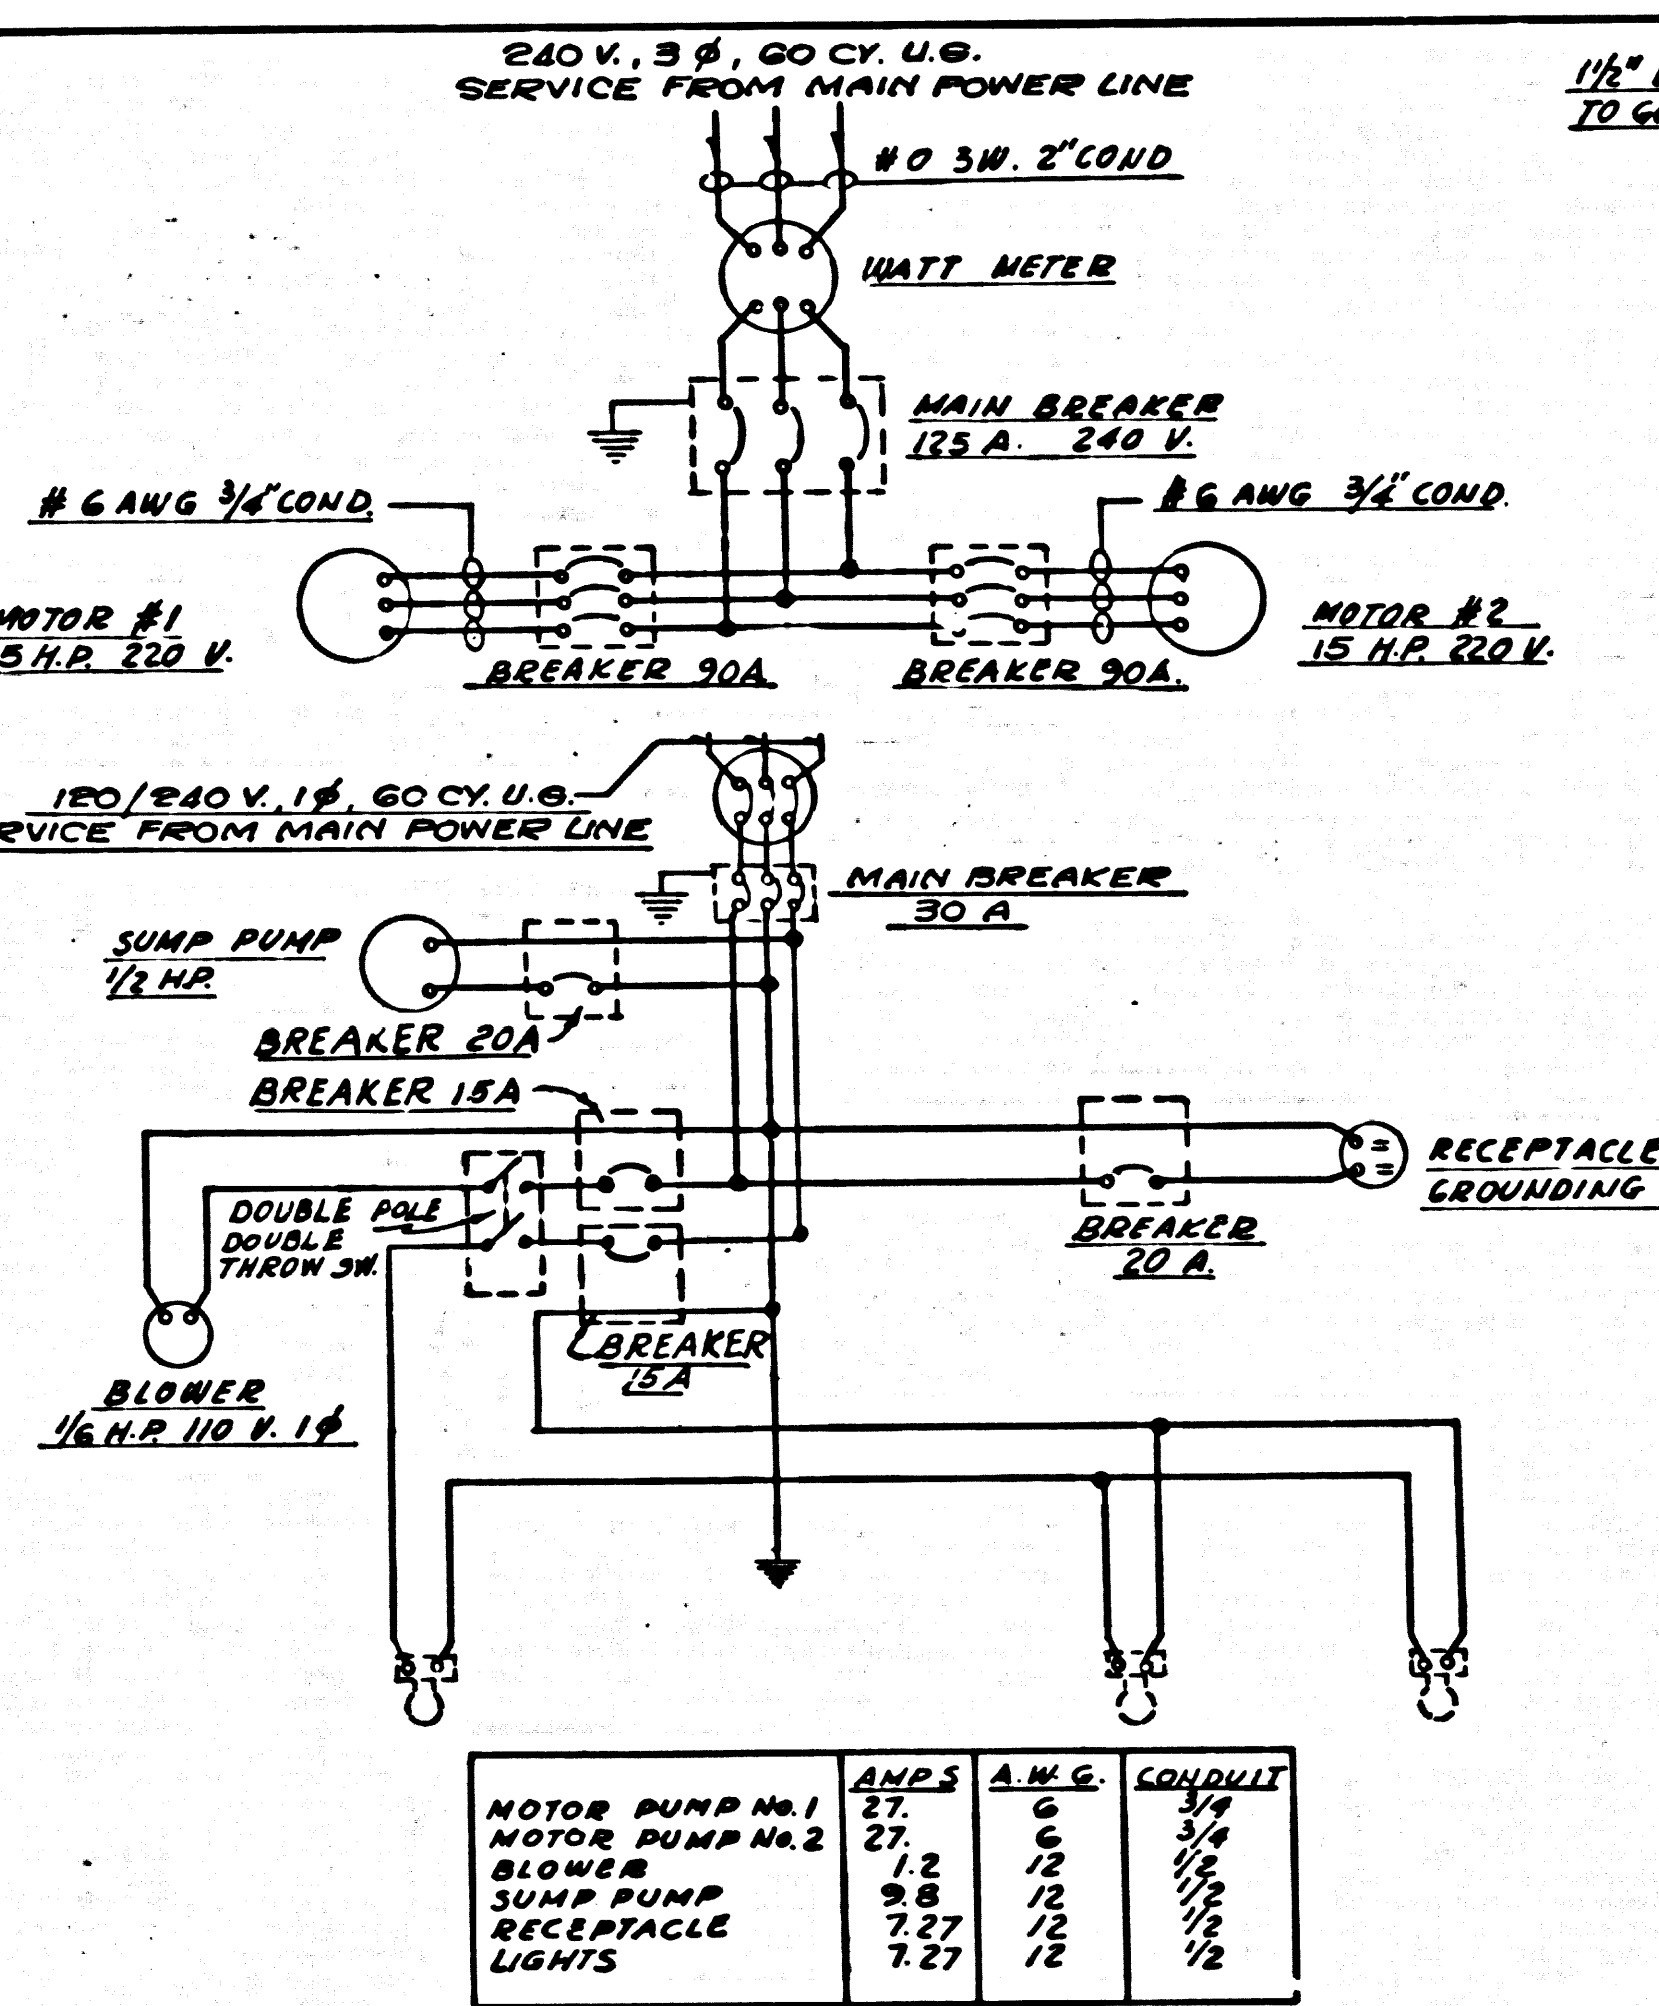 240 V., 3 Ø, 60 CY. U.G.
SERVICE FROM MAIN POWER LINE
1½"
TO
#0 3W. 2" COND
WATT METER
MAIN BREAKER
125 A. 240 V.
#6 AWG ¾" COND.
#6 AWG ¾" COND.
MOTOR #1
5 H.P. 220 V.
MOTOR #2
15 H.P. 220 V.
BREAKER 90A
BREAKER 90A.
120/240 V., 1Ø, 60 CY. U.G.
RVICE FROM MAIN POWER LINE
MAIN BREAKER
30 A
SUMP PUMP
1/2 H.P.
BREAKER 20A
BREAKER 15A
RECEPTACLE
GROUNDING
DOUBLE POLE
DOUBLE
THROW SW.
BREAKER
20 A.
BREAKER
15A
BLOWER
1/6 H.P. 110 V. 1Ø
AMPS A.W.G. CONDUIT
MOTOR PUMP No.1 27. 6 3/4
MOTOR PUMP No.2 27. 6 3/4
BLOWER 1.2 12 1/2
SUMP PUMP 9.8 12 1/2
RECEPTACLE 7.27 12 1/2
LIGHTS 7.27 12 1/2